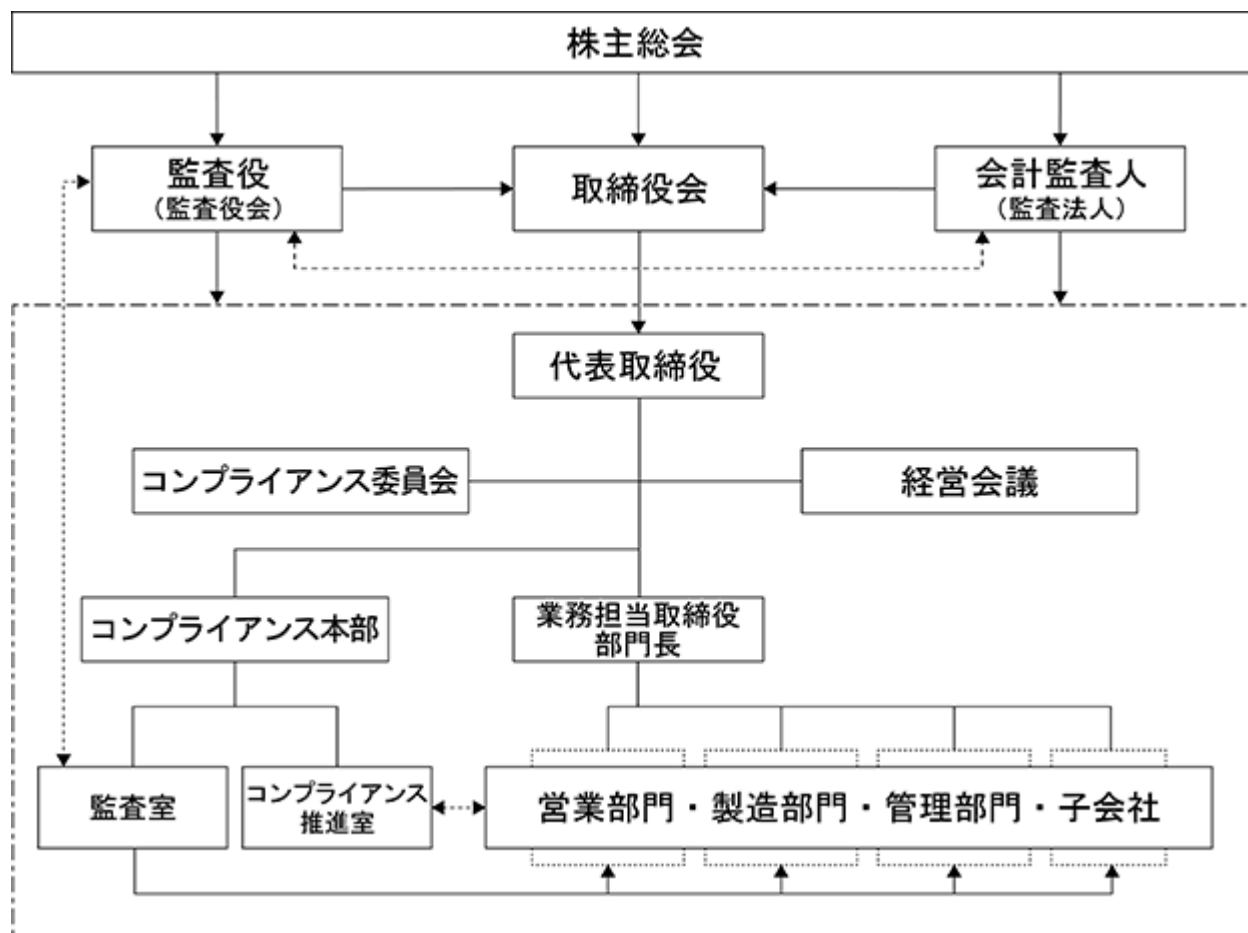 株主総会
監査役
（監査役会）
取締役会
会計監査人
（監査法人）
代表取締役
コンプライアンス委員会
経営会議
コンプライアンス本部
業務担当取締役
部門長
監査室
コンプライアンス
推進室
営業部門・製造部門・管理部門・子会社